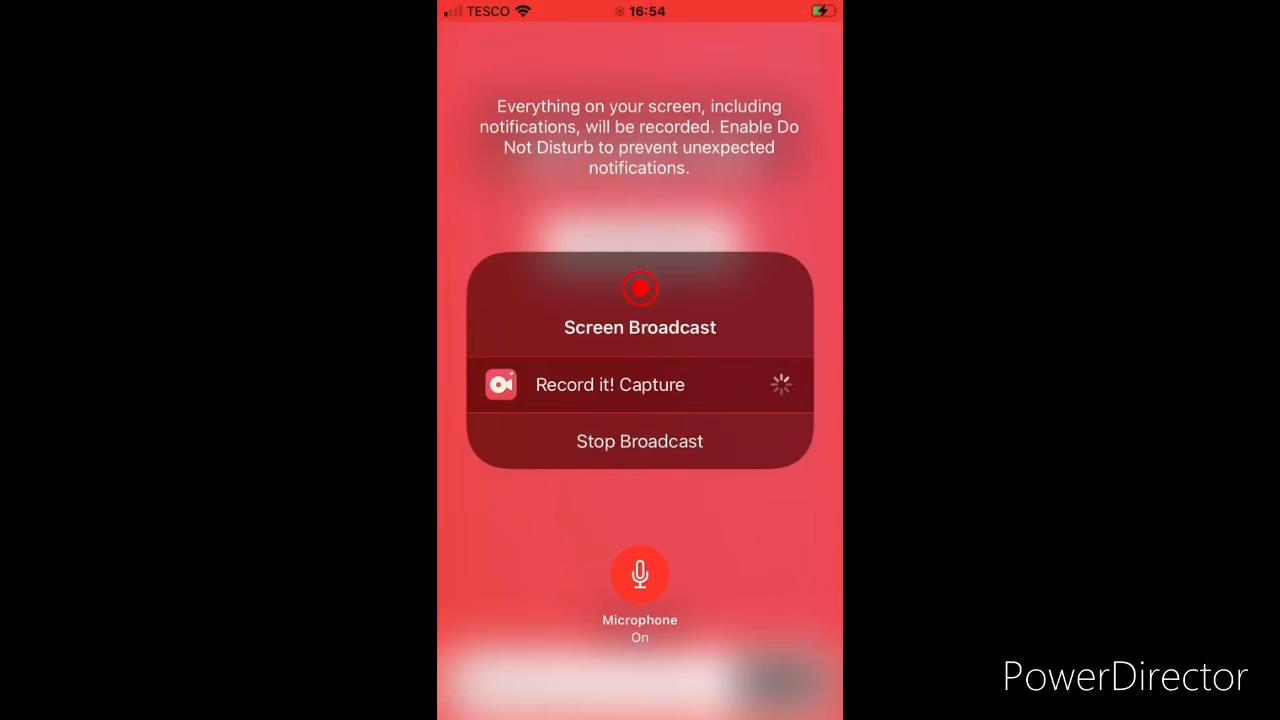 TESCO 16:54
Everything on your screen, including
notifications, will be recorded. Enable Do
Not Disturb to prevent unexpected
notifications.
Screen Broadcast
Record it! Capture
Stop Broadcast
Microphone
On
PowerDirector